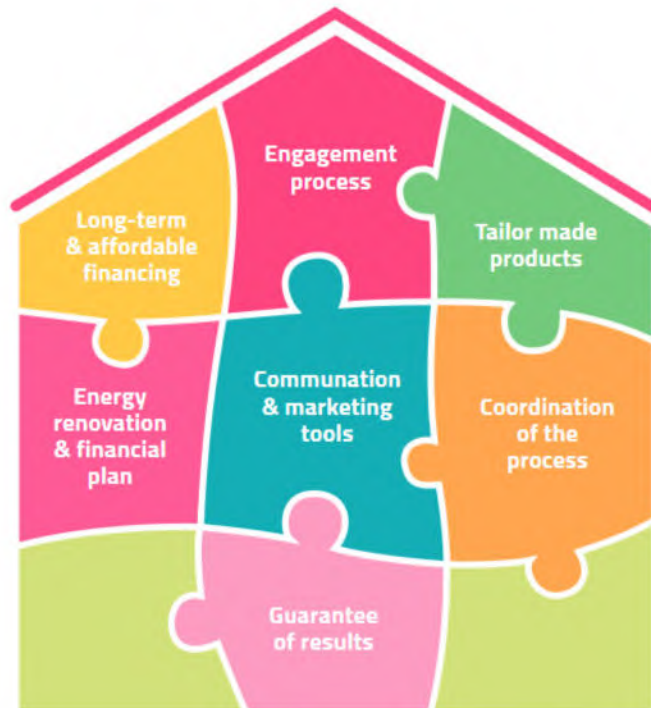 Engagement
process
Long-term
& affordable
financing
Tailor made
products
Energy
renovation
& financial
plan
Communation
& marketing
tools
Coordination
of the
process
Guarantee
of results